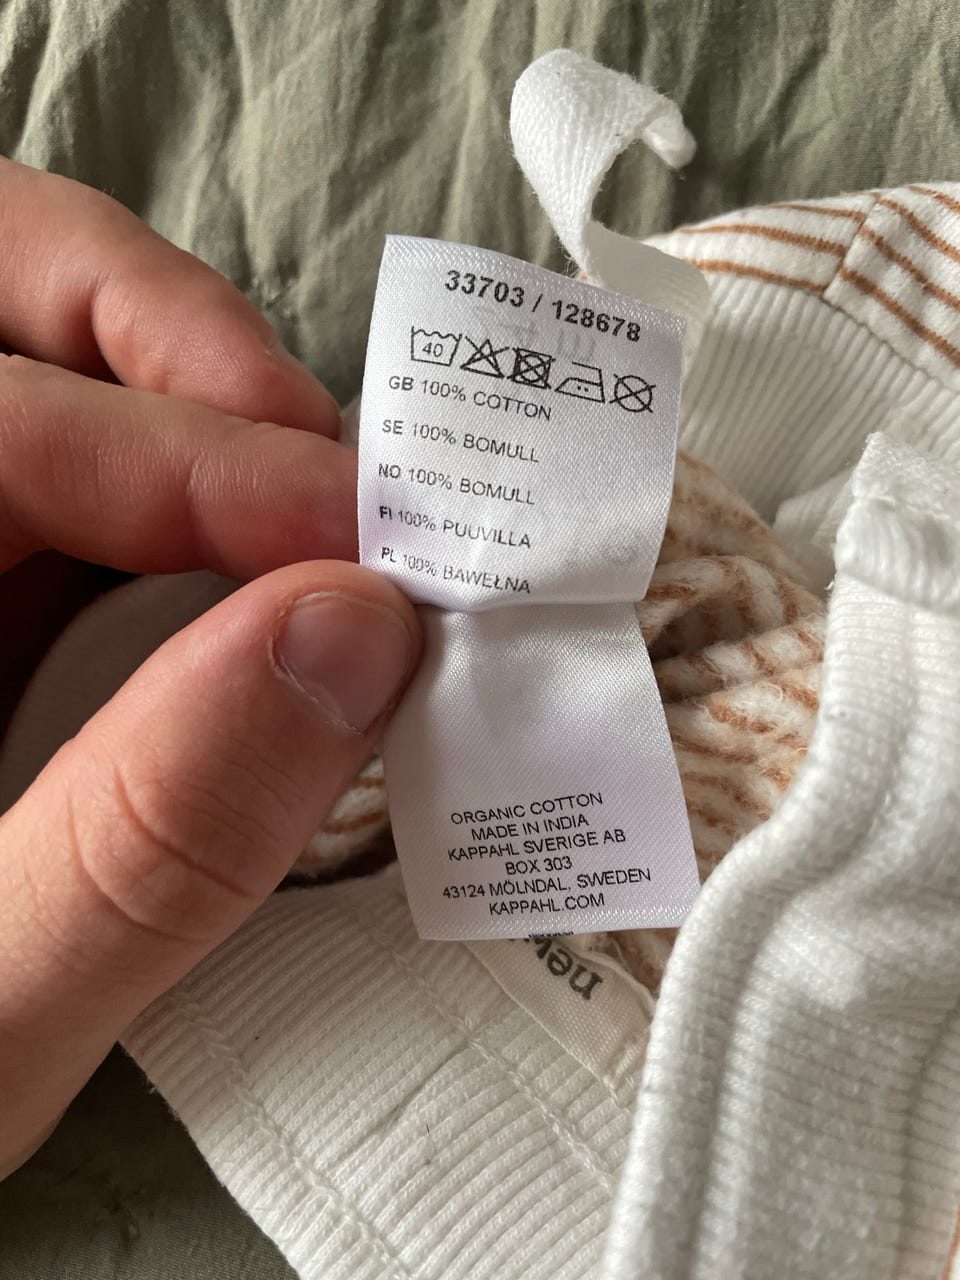 33703 / 128678
40
GB 100% COTTON
SE 100% BOMULL
NO 100% BOMULL
FI 100% PUUVILLA
PL 100% BAWEŁNA
ORGANIC COTTON
MADE IN INDIA
KAPPAHL SVERIGE AB
BOX 303
43124 MÖLNDAL, SWEDEN
KAPPAHL.COM
new